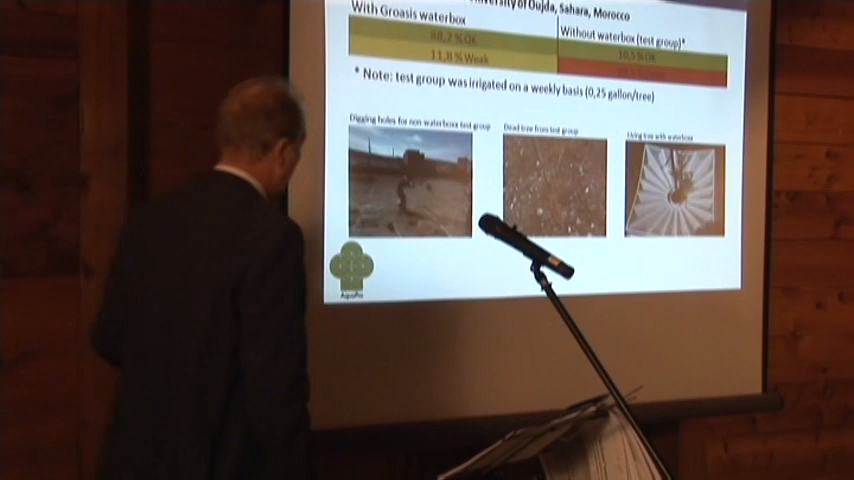 University of Oujda, Sahara, Morocco
With Groasis waterbox
Without waterbox (test group)*
88,2 % OK
10,5 % OK
11,8 % Weak
* Note: test group was irrigated on a weekly basis (0,25 gallon/tree)
Digging holes for non waterboxx test group
Dead tree from test group
Living tree with waterboxx
AquaPro